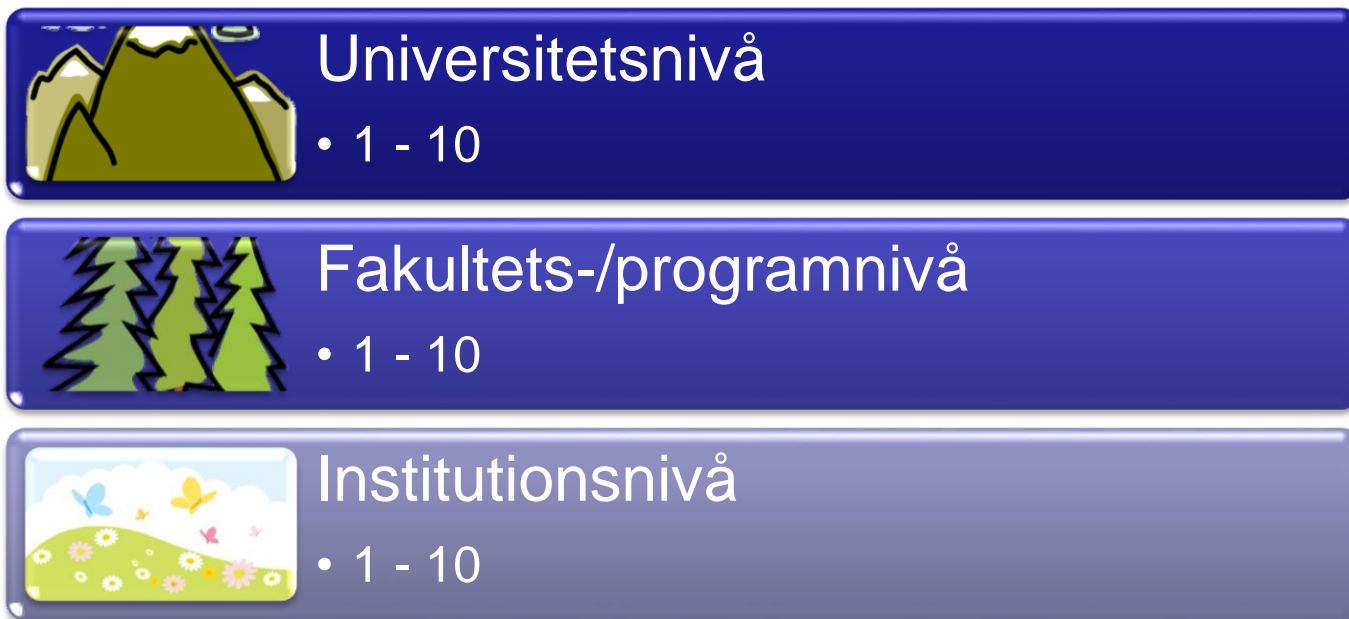 Universitetsnivå
• 1 - 10
Fakultets-/programnivå
• 1 - 10
Institutionsnivå
• 1 - 10